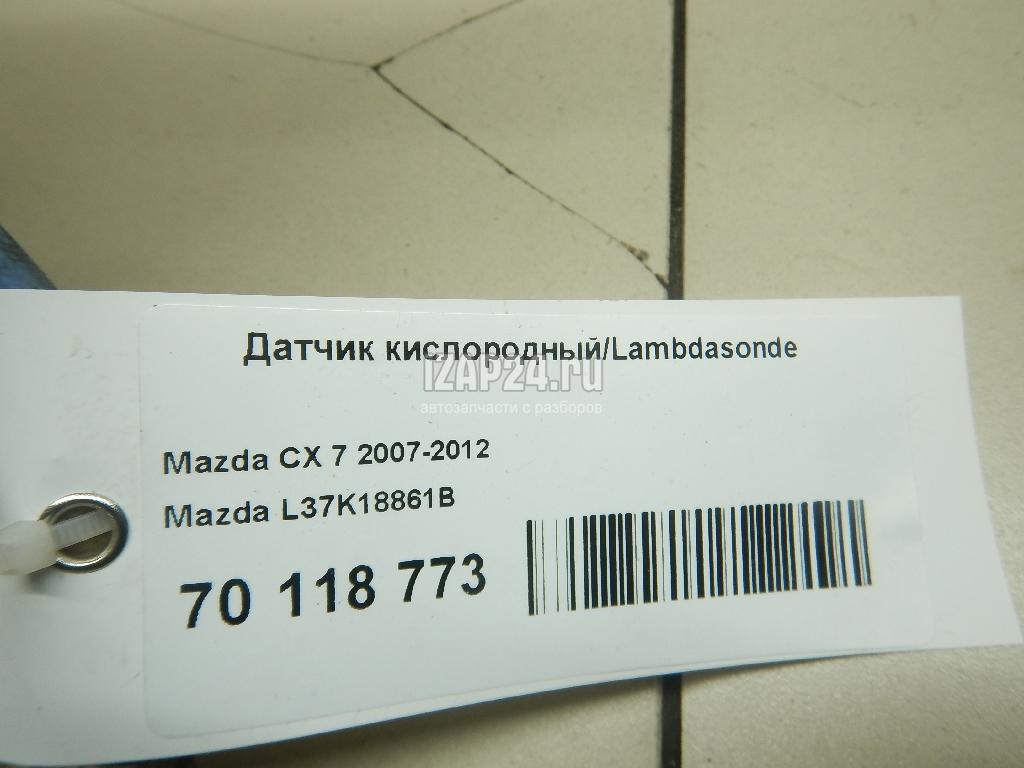 Датчик кислородный/Lambdasonde
IZAP24.ru
автозапчасти с разборов
Mazda CX 7 2007-2012
Mazda L37K18861B
70 118 773